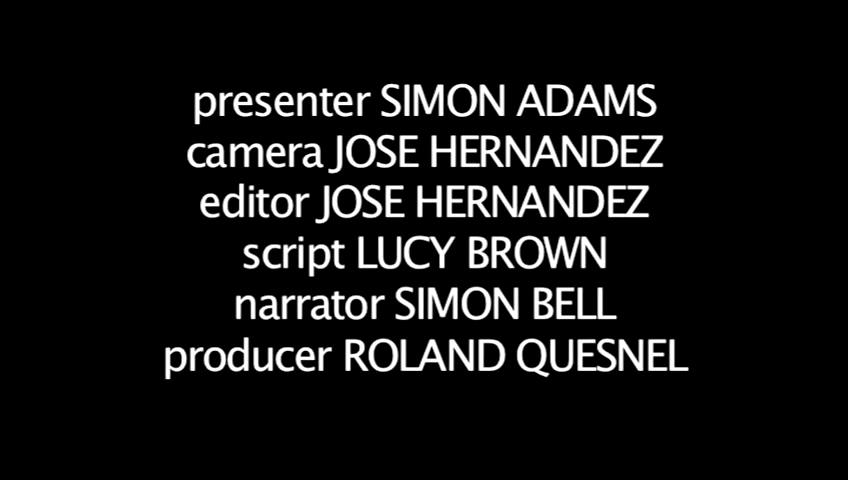 presenter SIMON ADAMS
camera JOSE HERNANDEZ
editor JOSE HERNANDEZ
script LUCY BROWN
narrator SIMON BELL
producer ROLAND QUESNEL